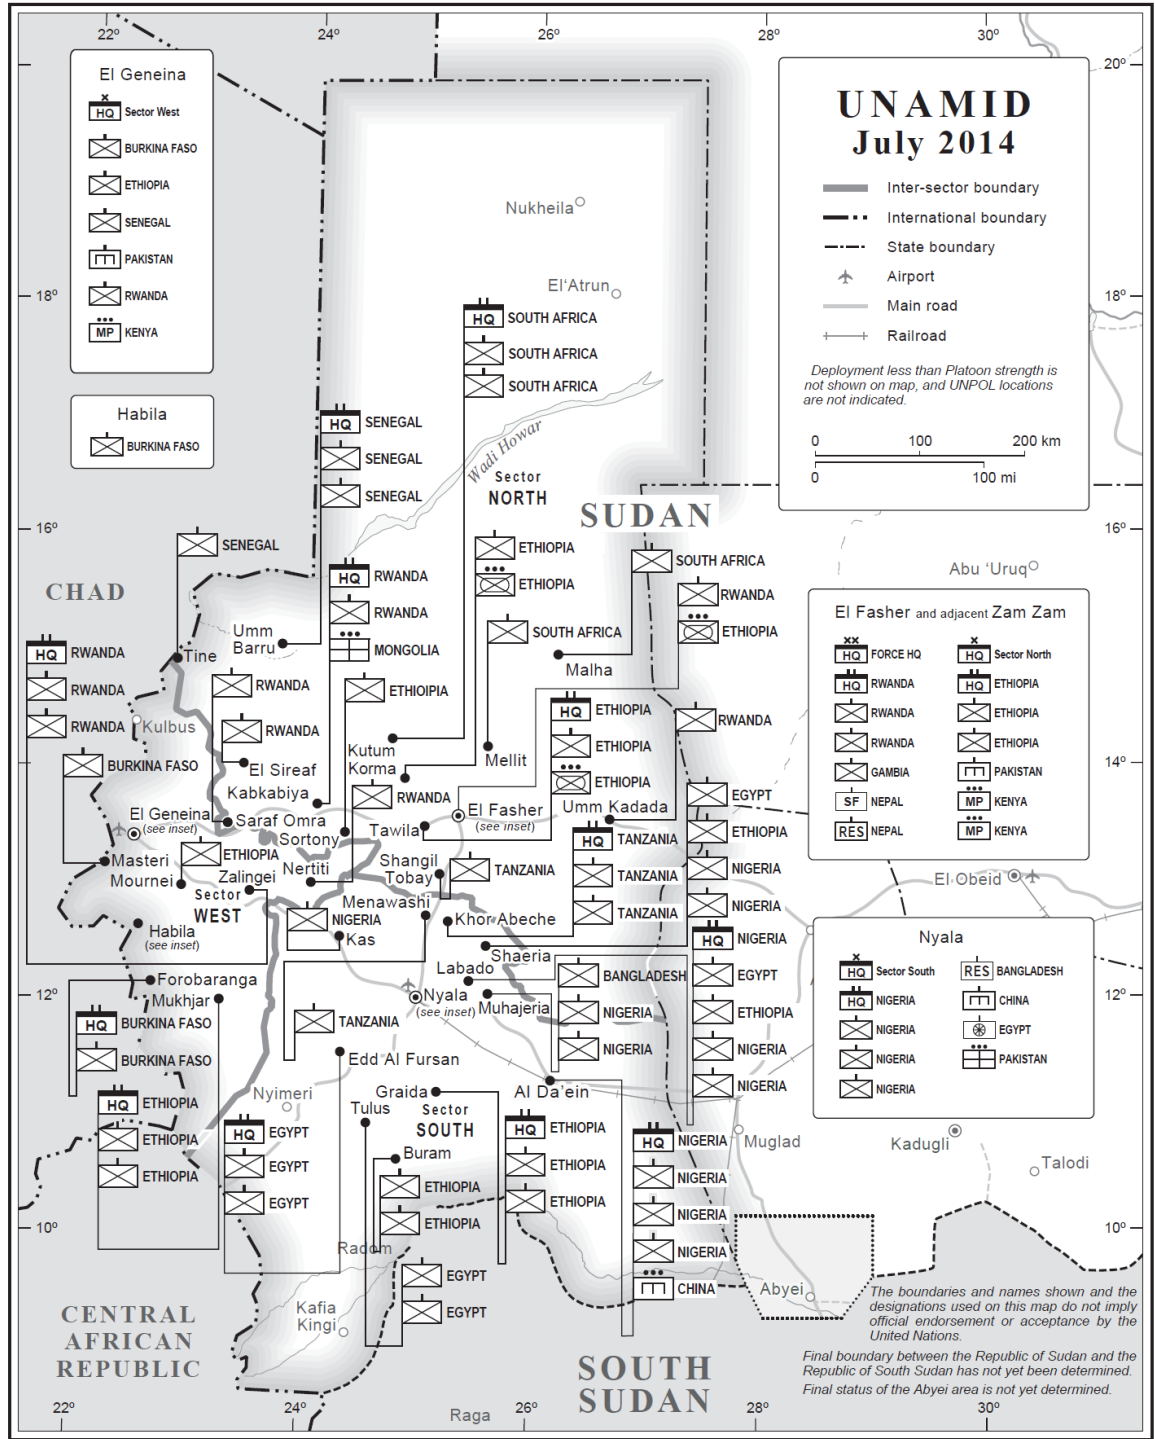 22° 24° 26° 28° 30°
20°
18°
16°
14°
12°
10°
18°
16°
12°
10°
22° 24° 26° 28° 30°
UNAMID
July 2014
Inter-sector boundary
International boundary
State boundary
Airport
Main road
Railroad
Deployment less than Platoon strength is
not shown on map, and UNPOL locations
are not indicated.
0 100 200 km
0 100 mi
El Geneina
HQ Sector West
BURKINA FASO
ETHIOPIA
SENEGAL
PAKISTAN
RWANDA
MP KENYA
Habila
BURKINA FASO
Nukheila
El'Atrun
HQ SOUTH AFRICA
SOUTH AFRICA
SOUTH AFRICA
HQ SENEGAL
SENEGAL
SENEGAL
Wadi Howar
Sector
NORTH
SUDAN
SENEGAL
CHAD
HQ RWANDA
RWANDA
MONGOLIA
ETHIOPIA
ETHIOPIA
SOUTH AFRICA
SOUTH AFRICA
RWANDA
ETHIOPIA
Abu 'Uruq
Umm
Barru
Tine
Malha
HQ RWANDA
RWANDA
RWANDA
RWANDA
RWANDA
ETHIOIPIA
Kulbus
BURKINA FASO
El Sireaf
Kabkabiya
Kutum
Korma
Mellit
HQ ETHIOPIA
ETHIOPIA
ETHIOPIA
RWANDA
RWANDA
EGYPT
ETHIOPIA
NIGERIA
NIGERIA
El Geneina
(see inset)
Saraf Omra
Sortony
Tawila
El Fasher
(see inset)
Umm Kadada
HQ TANZANIA
TANZANIA
TANZANIA
Masteri
Mournei
ETHIOPIA
Zalingei
Nertiti
Shangil
Tobay
TANZANIA
Sector
WEST
Menawashi
NIGERIA
Kas
Khor Abeche
Habila
(see inset)
Shaeria
Labado
Forobaranga
Mukhjar
Nyala
(see inset)
Muhajeria
BANGLADESH
NIGERIA
NIGERIA
HQ NIGERIA
EGYPT
ETHIOPIA
NIGERIA
NIGERIA
HQ BURKINA FASO
BURKINA FASO
TANZANIA
Edd Al Fursan
HQ ETHIOPIA
ETHIOPIA
ETHIOPIA
Nyimeri
HQ EGYPT
EGYPT
EGYPT
Graida
Tulus
Sector
SOUTH
Buram
ETHIOPIA
ETHIOPIA
Al Da'ein
HQ ETHIOPIA
ETHIOPIA
ETHIOPIA
HQ NIGERIA
NIGERIA
NIGERIA
NIGERIA
CHINA
Radom
EGYPT
EGYPT
Kafia
Kingi
CENTRAL
AFRICAN
REPUBLIC
SOUTH
SUDAN
Raga
El Fasher and adjacent Zam Zam
HQ FORCE HQ
HQ RWANDA
RWANDA
RWANDA
GAMBIA
SF NEPAL
RES NEPAL
HQ Sector North
HQ ETHIOPIA
ETHIOPIA
ETHIOPIA
PAKISTAN
MP KENYA
MP KENYA
El Obeid
Nyala
HQ Sector South
HQ NIGERIA
NIGERIA
NIGERIA
NIGERIA
RES BANGLADESH
CHINA
EGYPT
PAKISTAN
Muglad
Kadugli
Talodi
Abyei
The boundaries and names shown and the
designations used on this map do not imply
official endorsement or acceptance by the
United Nations.
Final boundary between the Republic of Sudan and the
Republic of South Sudan has not yet been determined.
Final status of the Abyei area is not yet determined.